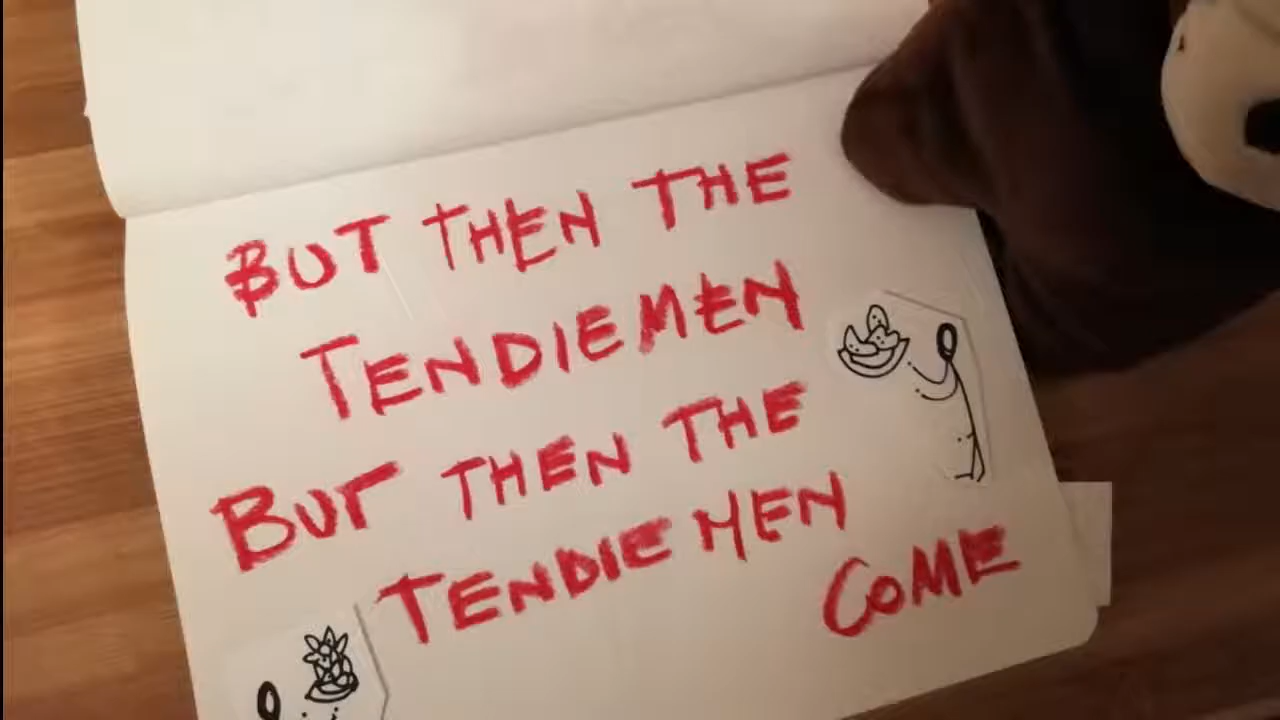 BUT THEN THE
TENDIEMEN
BUT THEN THE
TENDIEMEN
COME